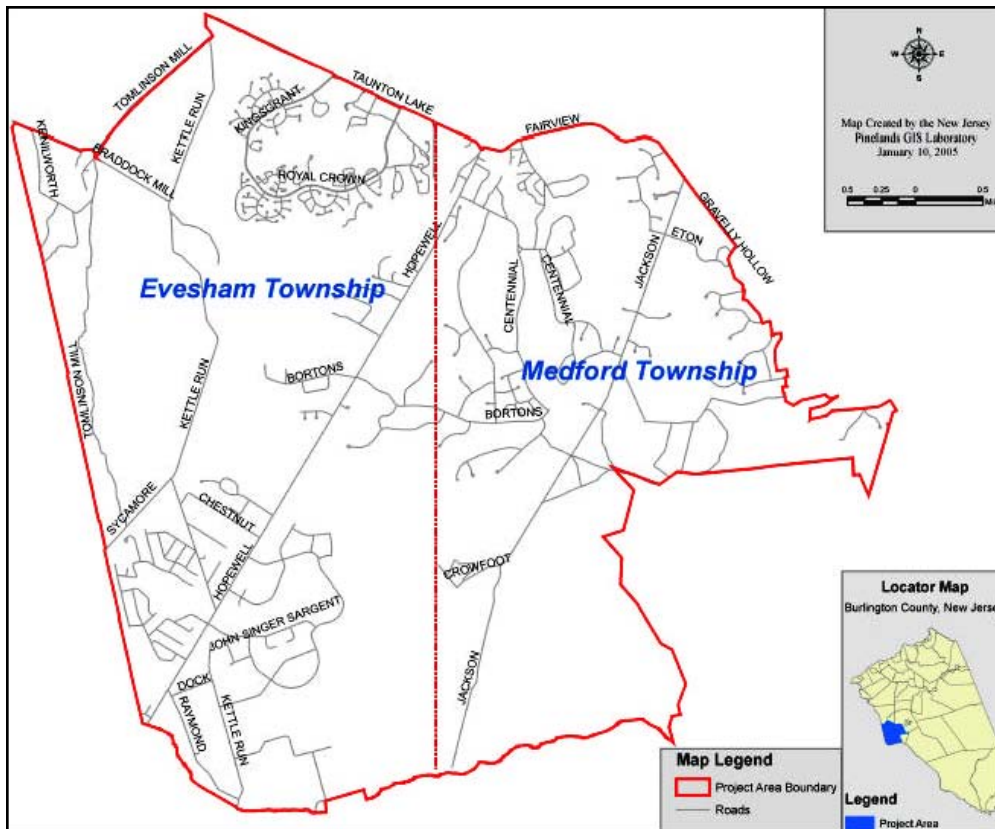 TOMLINSON MILL
KETTLE RUN
KENILWORTH
BRADDOCK MILL
KINGSGRANT
TAUNTON LAKE
ROYAL CROWN
FAIRVIEW
GRAVELLY HOLLOW
ETON
JACKSON
HOPEWELL
CENTENNIAL
CENTENNIAL
Evesham Township
Medford Township
TOMLINSON MILL
KETTLE RUN
BORTONS
BORTONS
SYCAMORE
CHESTNUT
HOPEWELL
CROWFOOT
JOHN SINGER SARGENT
JACKSON
DOCK
RAYMOND
KETTLE RUN
N
W E
S
Map Created by the New Jersey
Pinelands GIS Laboratory
January 10, 2005
0.5 0.25 0 0.5
Locator Map
Burlington County, New Jerse
Legend
Project Area
Map Legend
Project Area Boundary
Roads